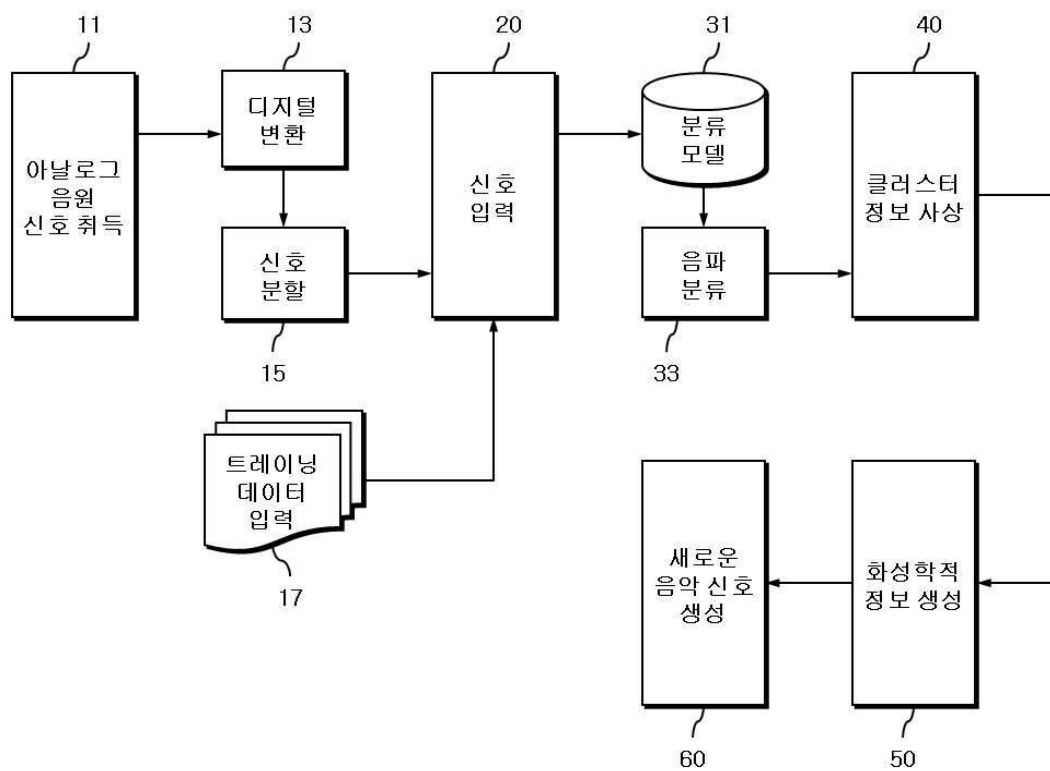 11
13
20
31
40
아날로그
음원
신호 취득
디지털
변환
신호
입력
분류
모델
클러스터
정보 사상
신호
분할
음파
분류
15
33
트레이닝
데이터
입력
17
새로운
음악 신호
생성
화성학적
정보 생성
60
50